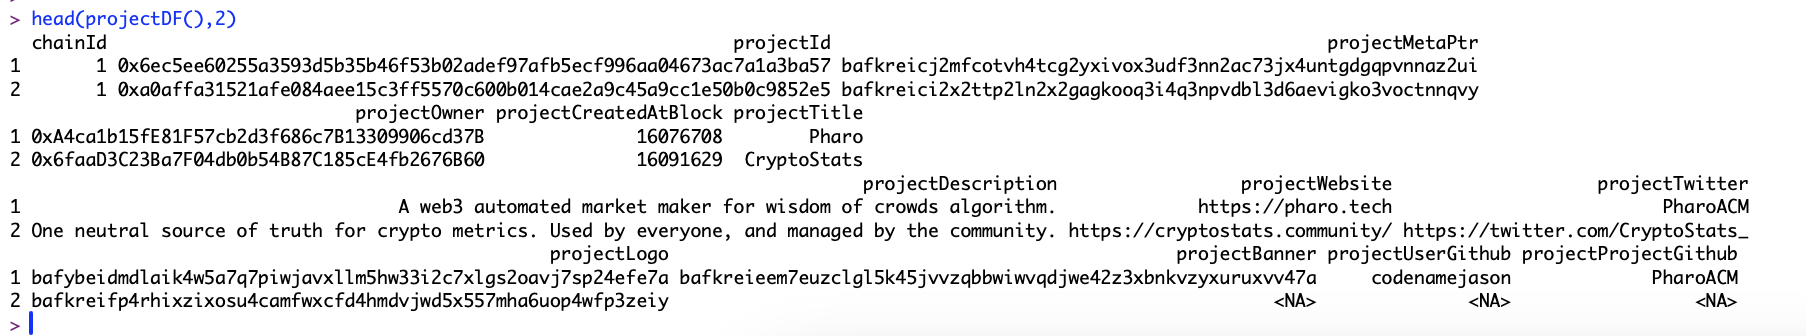 > head(projectDF(),2)
chainId projectId projectMetaPtr
1 1 0x6ec5ee60255a3593d5b35b46f53b02adef97afb5ecf996aa04673ac7a1a3ba57 bafkreicj2mfcotvh4tcg2yxivox3udf3nn2ac73jx4untgdgqpvnnaz2ui
2 1 0xa0affa31521afe084aee15c3ff5570c600b014cae2a9c45a9cc1e50b0c9852e5 bafkreici2x2ttp2ln2x2gagkooq3i4q3npvdbl3d6aevigko3voctnnqvy
projectOwner projectCreatedAtBlock projectTitle
1 0xA4ca1b15fE81F57cb2d3f686c7B13309906cd37B 16076708 Pharo
2 0x6faaD3C23Ba7F04db0b54B87C185cE4fb2676B60 16091629 CryptoStats
projectDescription projectWebsite projectTwitter
1 A web3 automated market maker for wisdom of crowds algorithm. https://pharo.tech PharoACM
2 One neutral source of truth for crypto metrics. Used by everyone, and managed by the community. https://cryptostats.community/ https://twitter.com/CryptoStats_
projectLogo projectBanner projectUserGithub projectProjectGithub
1 bafybeidmdlaik4w5a7q7piwjavxllm5hw33i2c7xlgs2oavj7sp24efe7a bafkreieem7euzclgl5k45jvvzqbbwiwvqadjwe42z3xbnkvzyxuruxvv47a codenamejason PharoACM
2 bafkreifp4rhixzixosu4camfwxcfd4hmdvjwd5x557mha6uop4wfp3zeiy <NA> <NA> <NA>
>